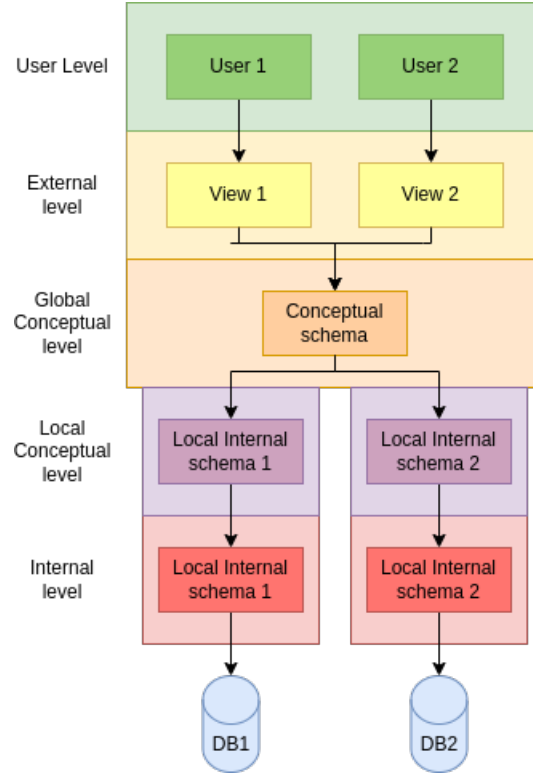 User Level
User 1
User 2
External
level
View 1
View 2
Global
Conceptual
level
Conceptual
schema
Local
Conceptual
level
Local Internal
schema 1
Local Internal
schema 2
Internal
level
Local Internal
schema 1
Local Internal
schema 2
DB1
DB2